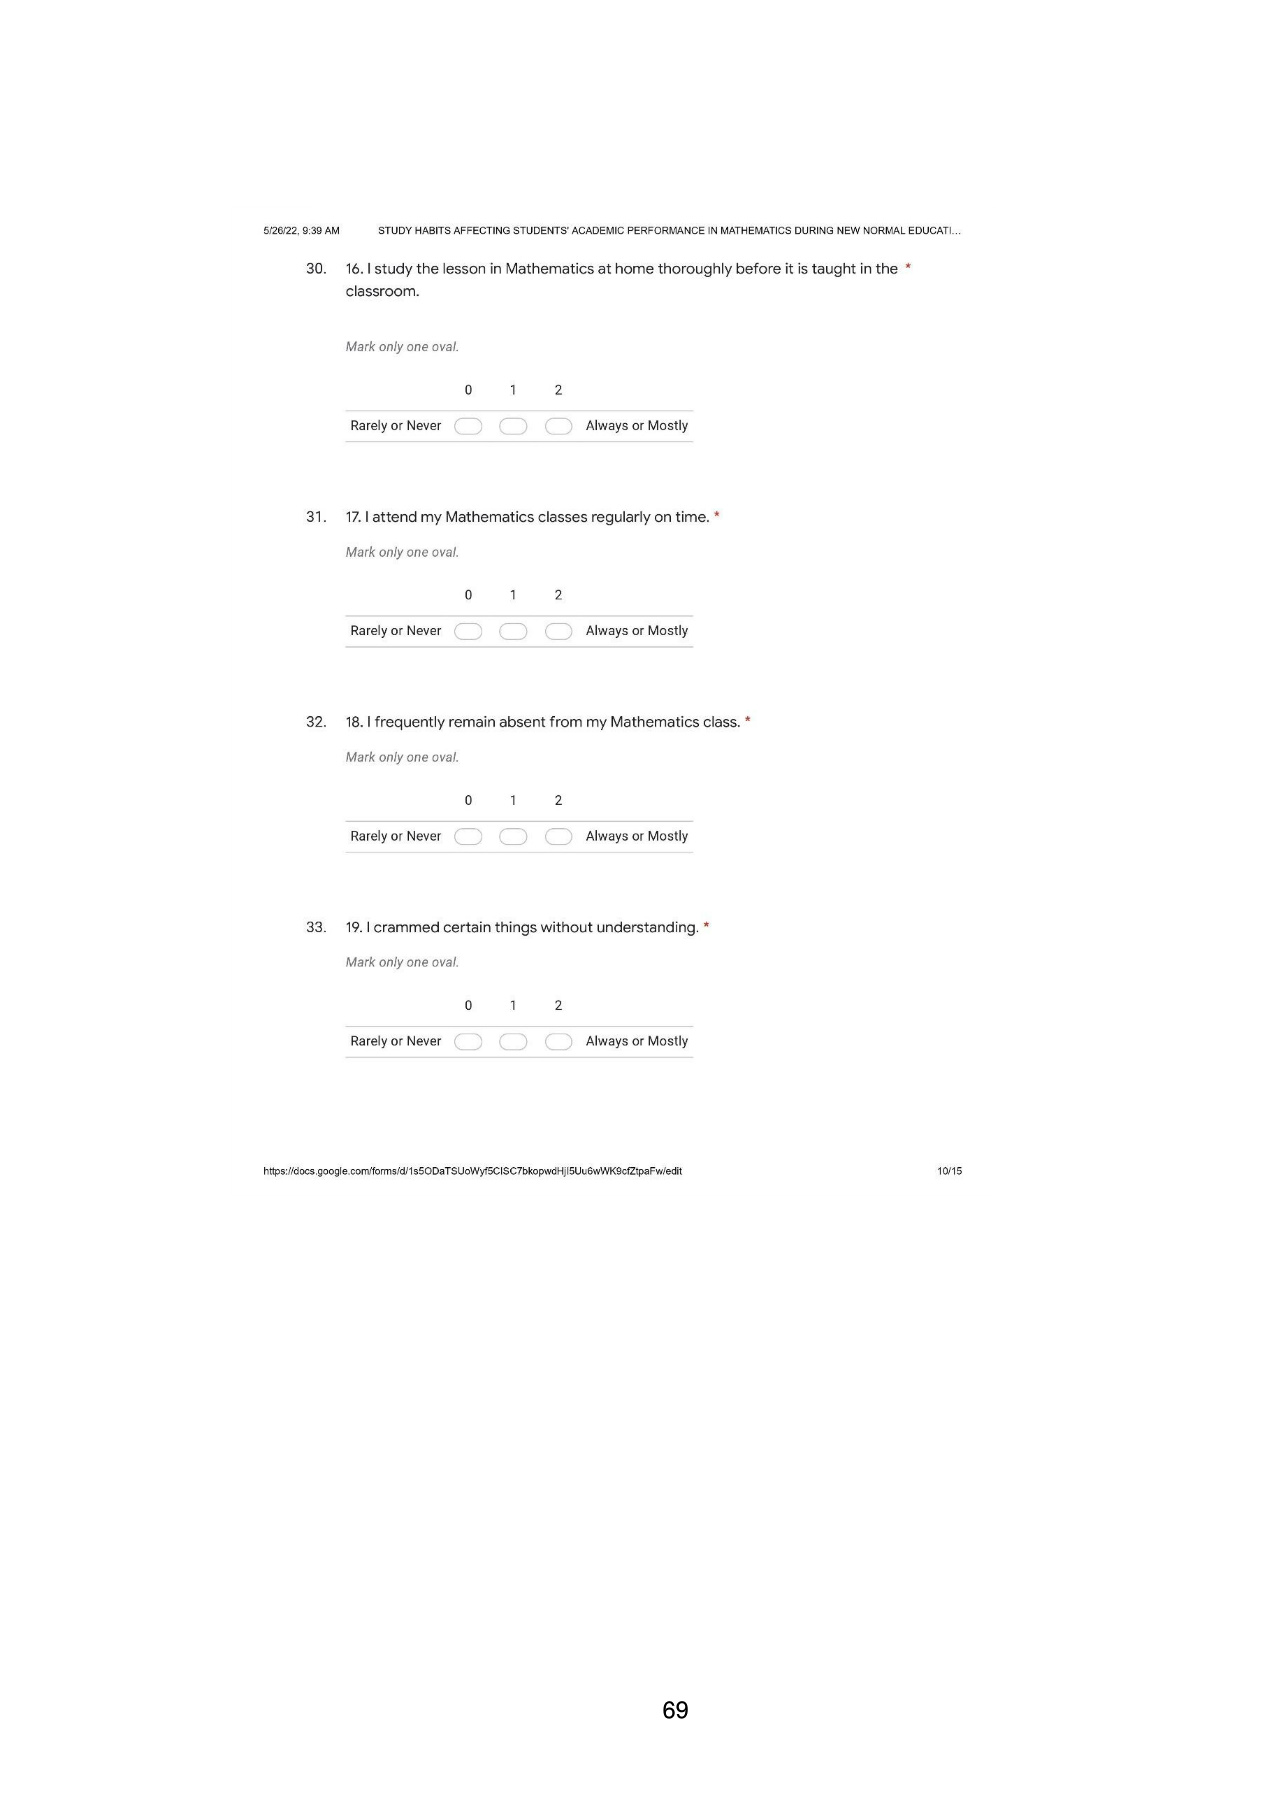 5/26/22, 9:39 AM STUDY HABITS AFFECTING STUDENTS' ACADEMIC PERFORMANCE IN MATHEMATICS DURING NEW NORMAL EDUCATI...
30. 16. I study the lesson in Mathematics at home thoroughly before it is taught in the *
classroom.
Mark only one oval.
0 1 2
Rarely or Never Always or Mostly
31. 17. I attend my Mathematics classes regularly on time. *
Mark only one oval.
0 1 2
Rarely or Never Always or Mostly
32. 18. I frequently remain absent from my Mathematics class. *
Mark only one oval.
0 1 2
Rarely or Never Always or Mostly
33. 19. I crammed certain things without understanding. *
Mark only one oval.
0 1 2
Rarely or Never Always or Mostly
https://docs.google.com/forms/d/1s5ODaTSUoWyf5CISC7bkopwdHjI5Uu6wWK9cfZtpaFw/edit 10/15
69